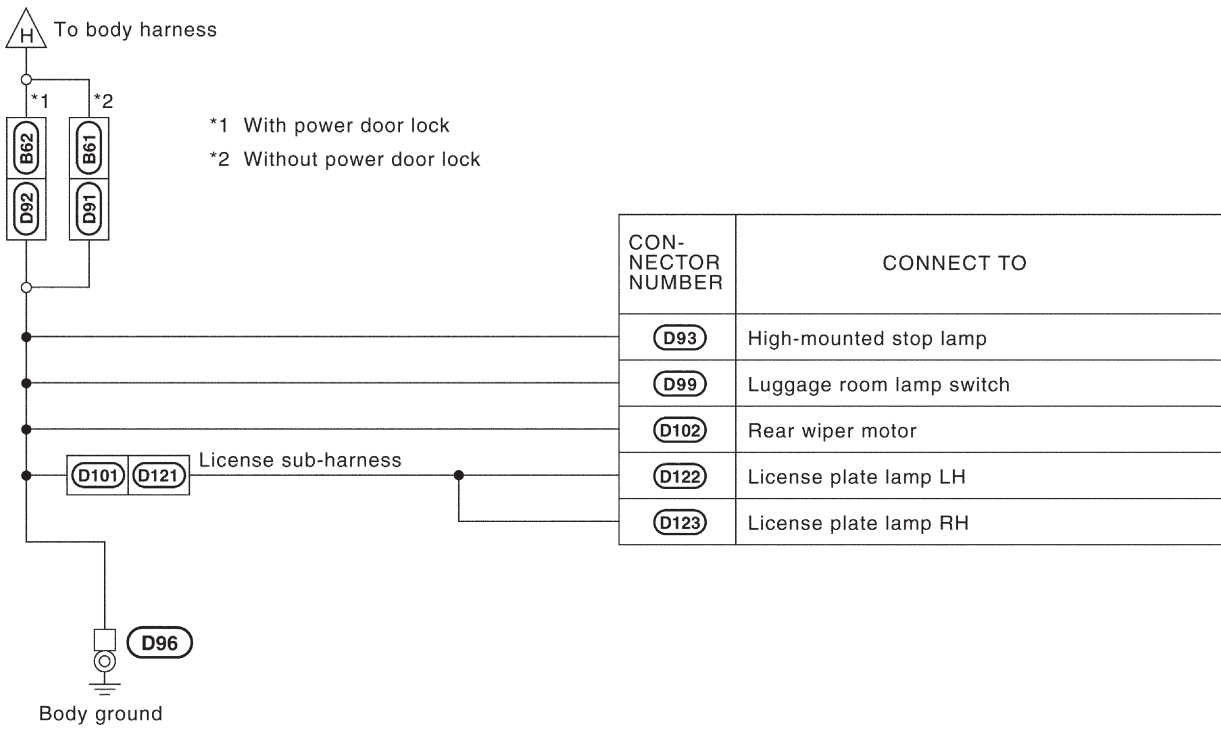 H To body harness
*1 *2
B62 B61
D92 D91
*1 With power door lock
*2 Without power door lock
CON-
NECTOR
NUMBER
CONNECT TO
D93 High-mounted stop lamp
D99 Luggage room lamp switch
D102 Rear wiper motor
D101 D121 License sub-harness
D122 License plate lamp LH
D123 License plate lamp RH
D96
Body ground